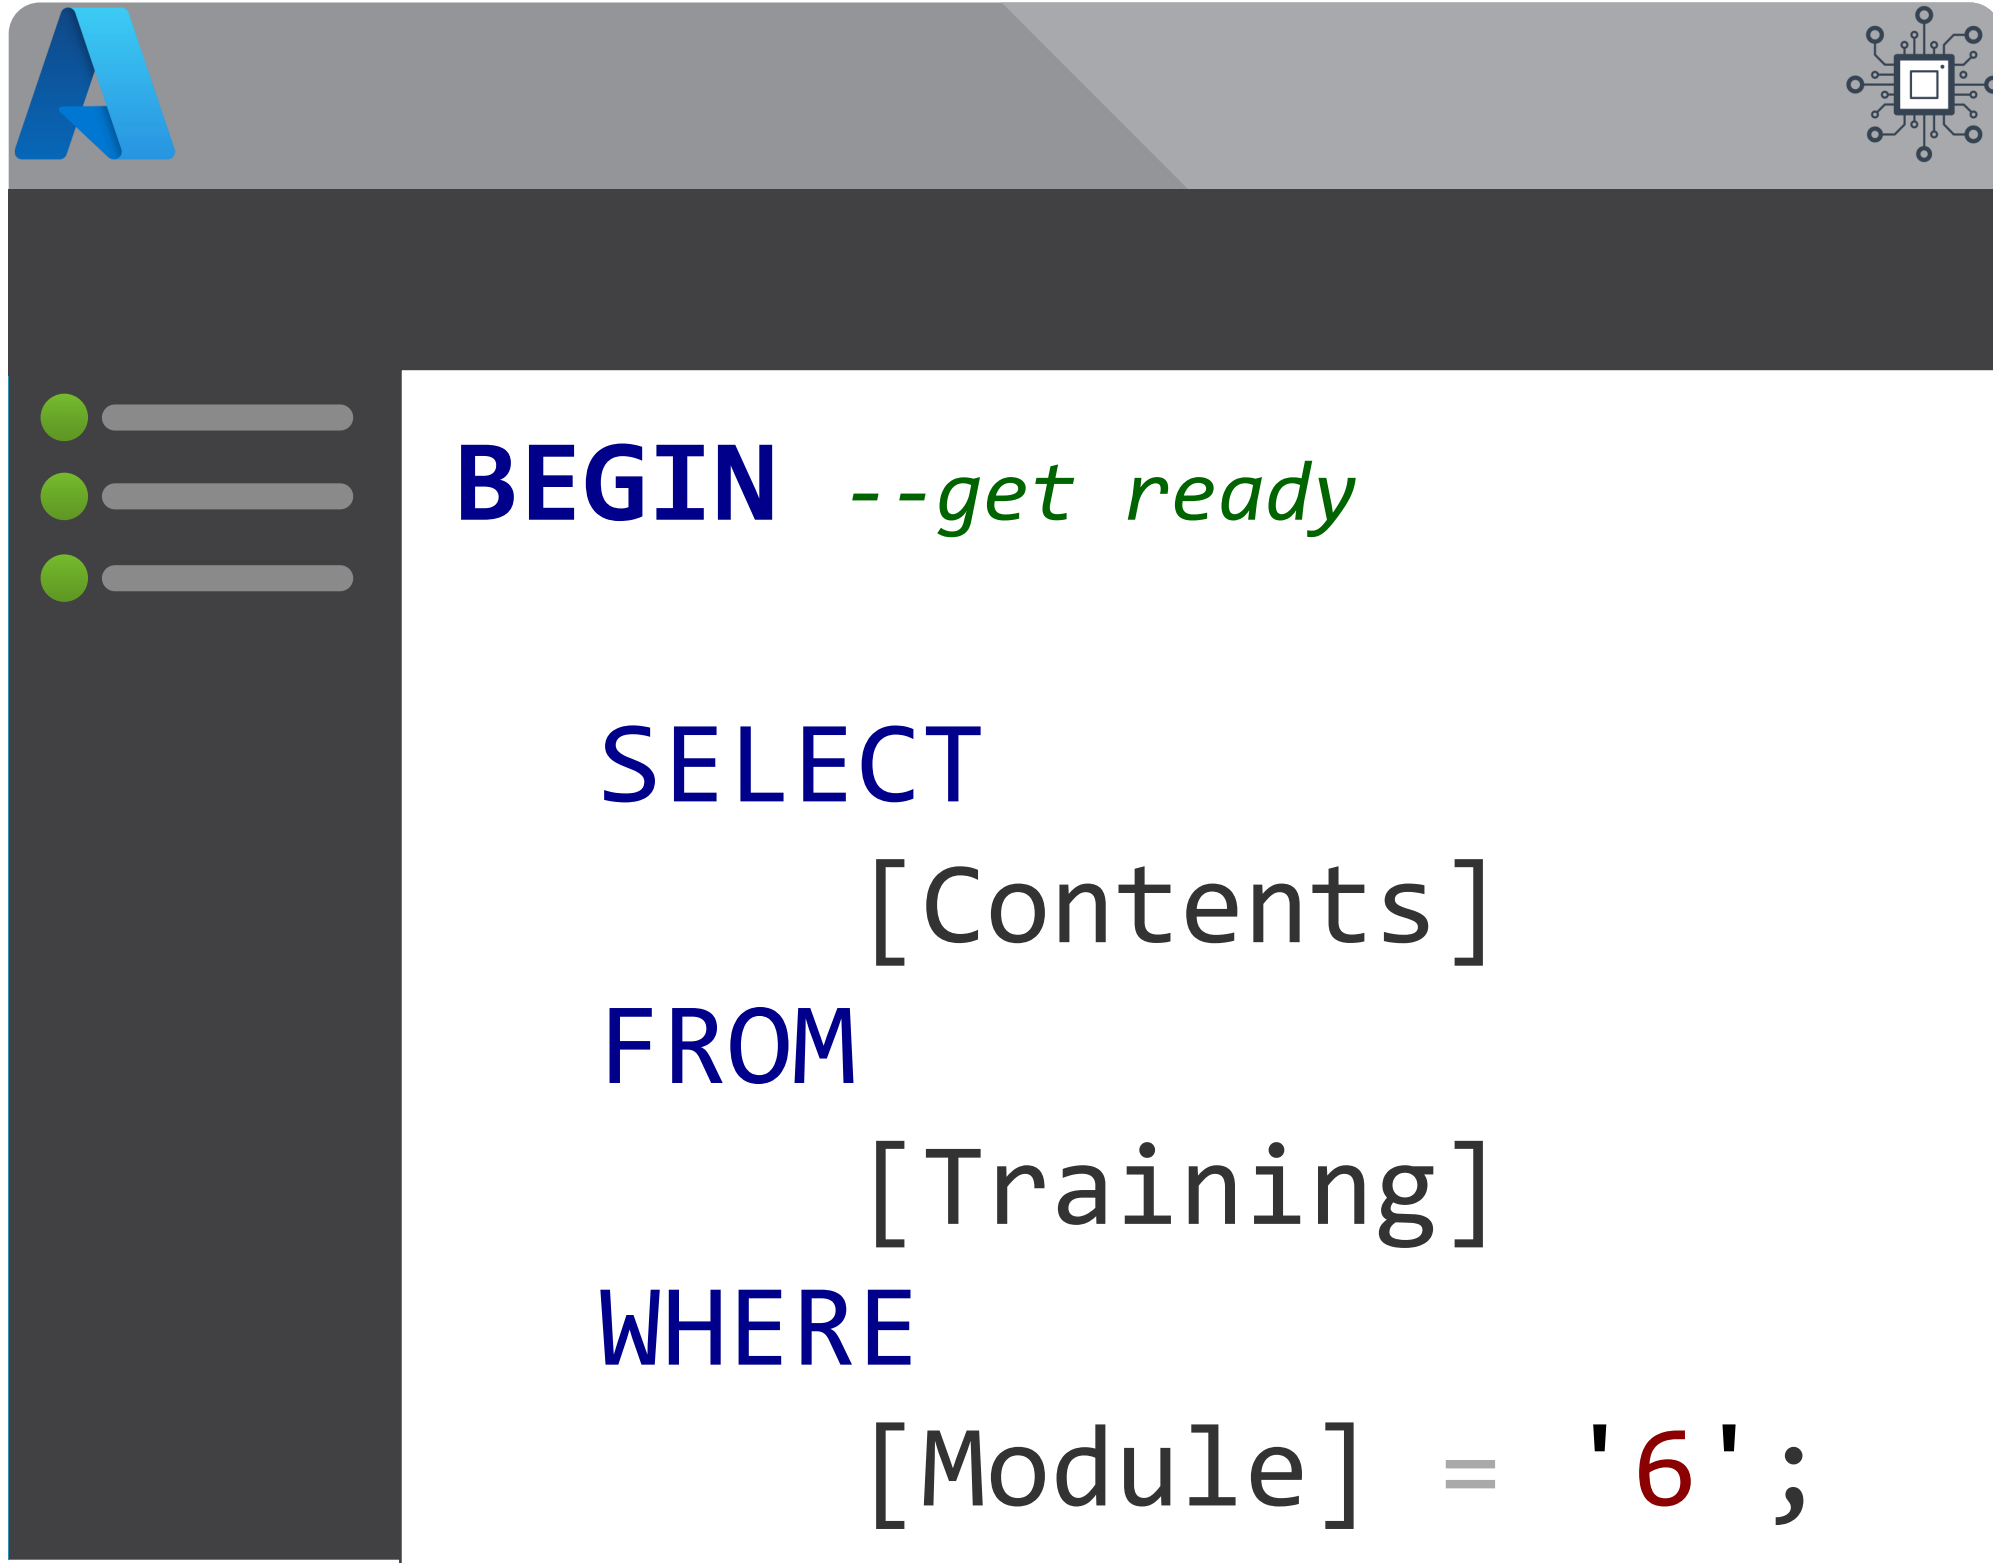 BEGIN --get ready
SELECT
[Contents]
FROM
[Training]
WHERE
[Module] = '6';